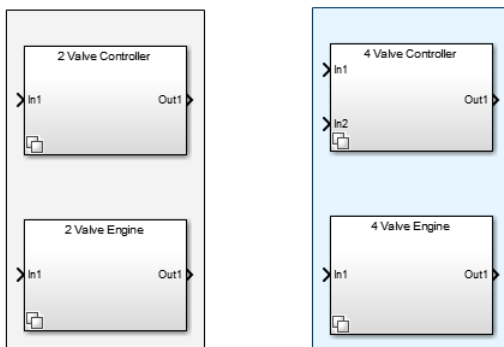 2 Valve Controller
In1 Out1
2 Valve Engine
In1 Out1
4 Valve Controller
In1
Out1
In2
4 Valve Engine
In1 Out1